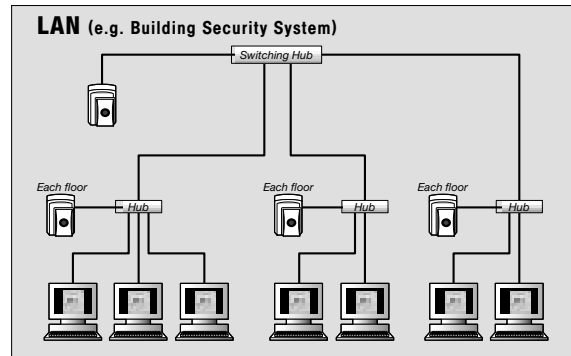 LAN (e.g. Building Security System)
Switching Hub
Each floor
Each floor
Each floor
Hub
Hub
Hub